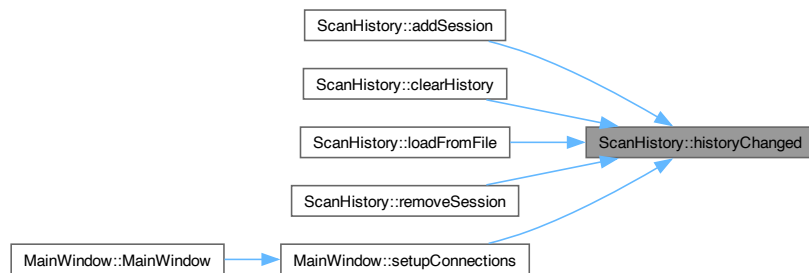 ScanHistory::addSession
ScanHistory::clearHistory
ScanHistory::historyChanged
ScanHistory::loadFromFile
ScanHistory::removeSession
MainWindow::MainWindow
MainWindow::setupConnections